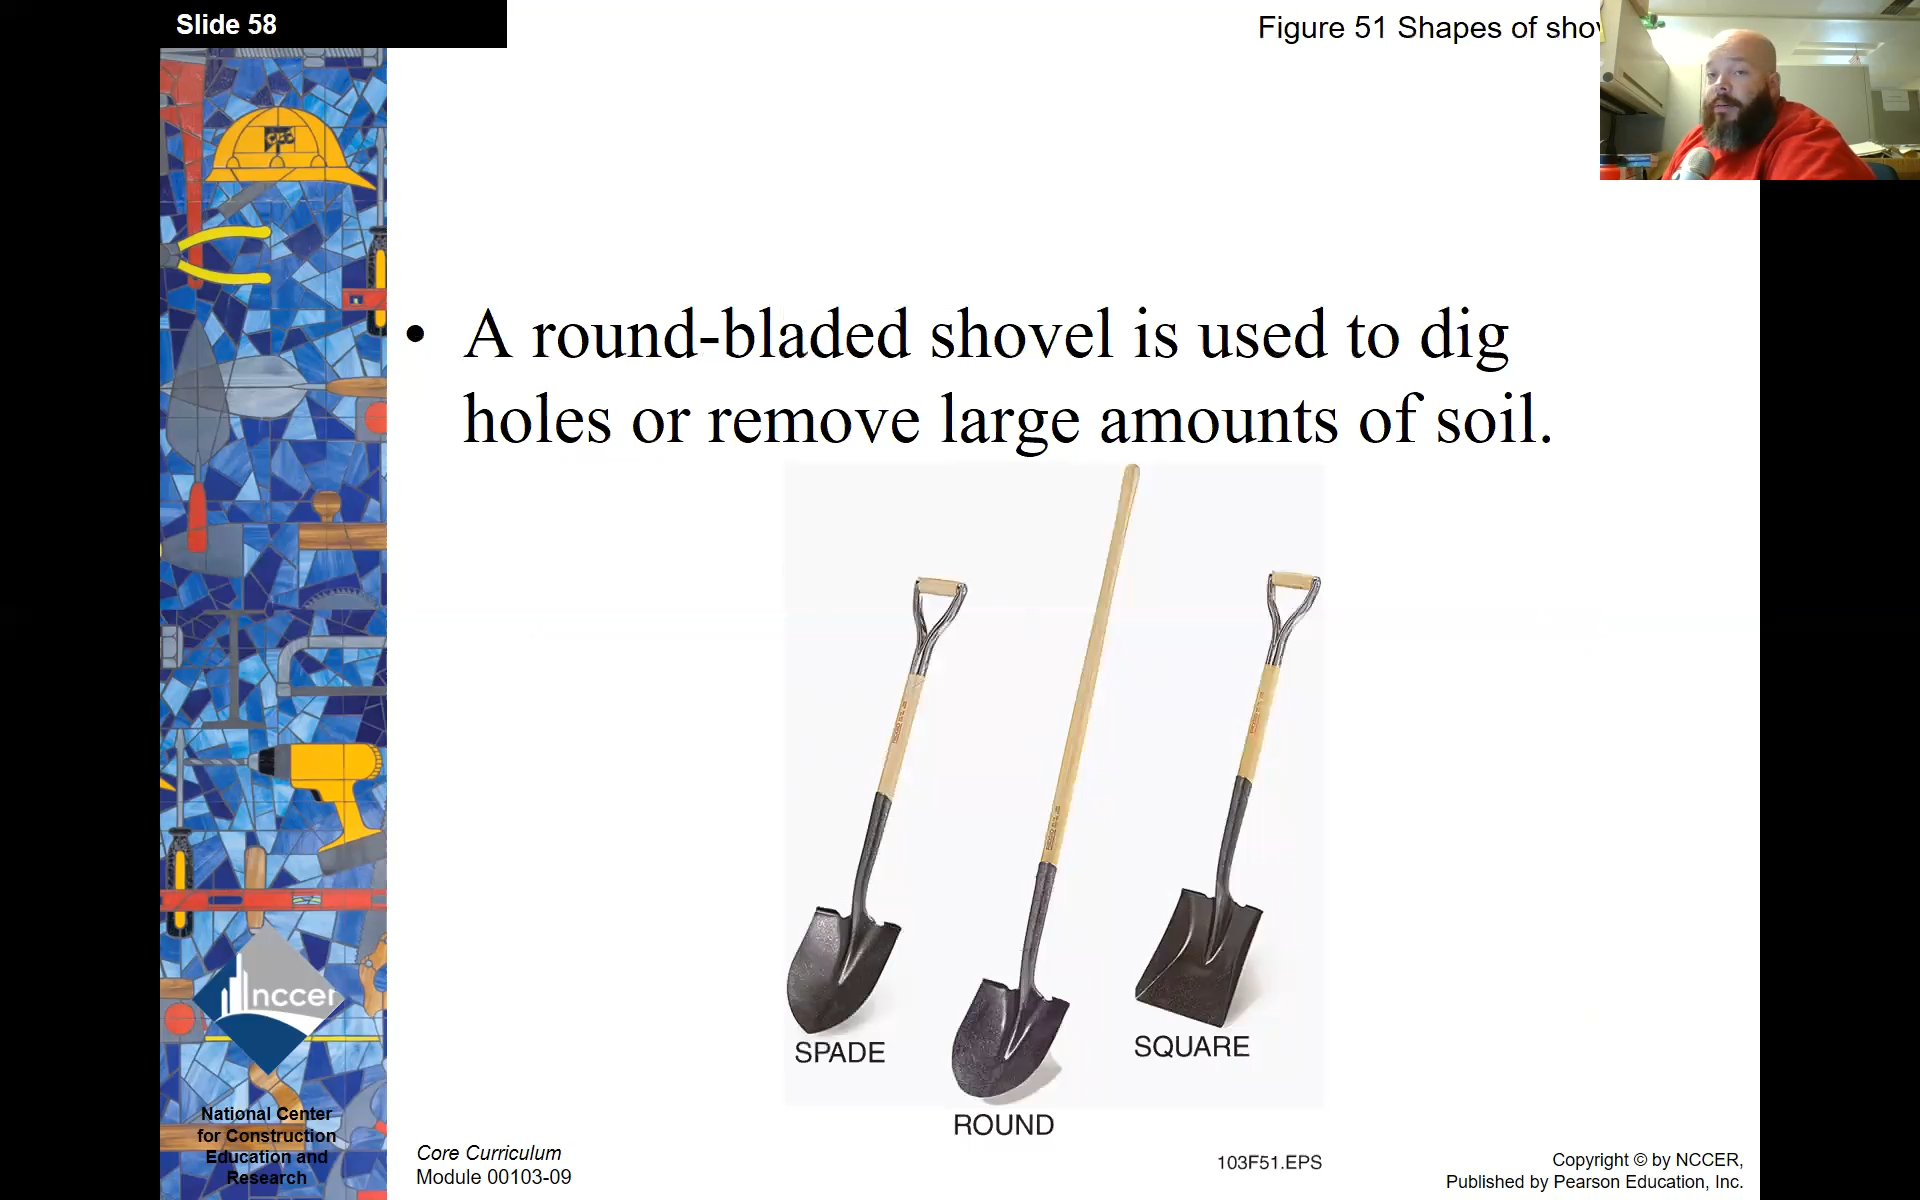 Slide 58
Figure 51 Shapes of
• A round-bladed shovel is used to dig
holes or remove large amounts of soil.
SPADE
ROUND
SQUARE
nccer
National Center
for Construction
Education and
Research
Core Curriculum
Module 00103-09
103F51.EPS
Copyright © by NCCER,
Published by Pearson Education, Inc.